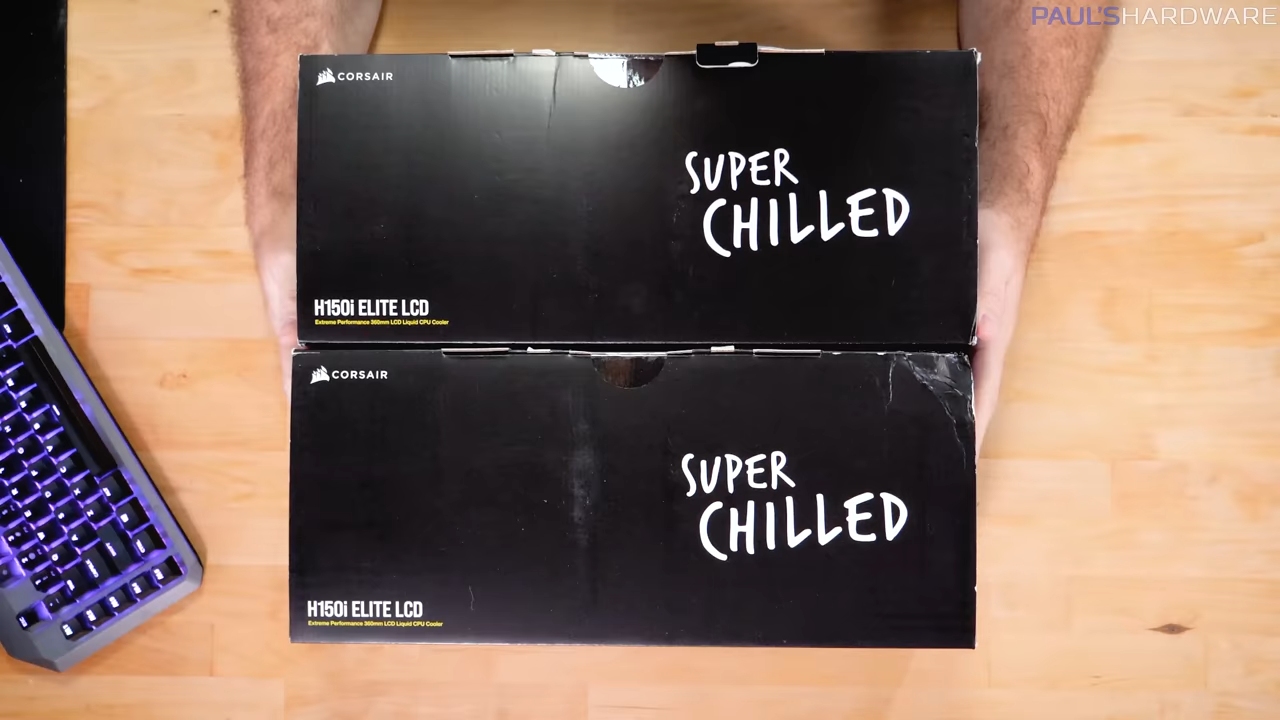 PAUL'SHARDWARE
CORSAIR
SUPER
CHILLED
H150i ELITE LCD
Extreme Performance 360mm LCD Liquid CPU Cooler
CORSAIR
SUPER
CHILLED
H150i ELITE LCD
Extreme Performance 360mm LCD Liquid CPU Cooler